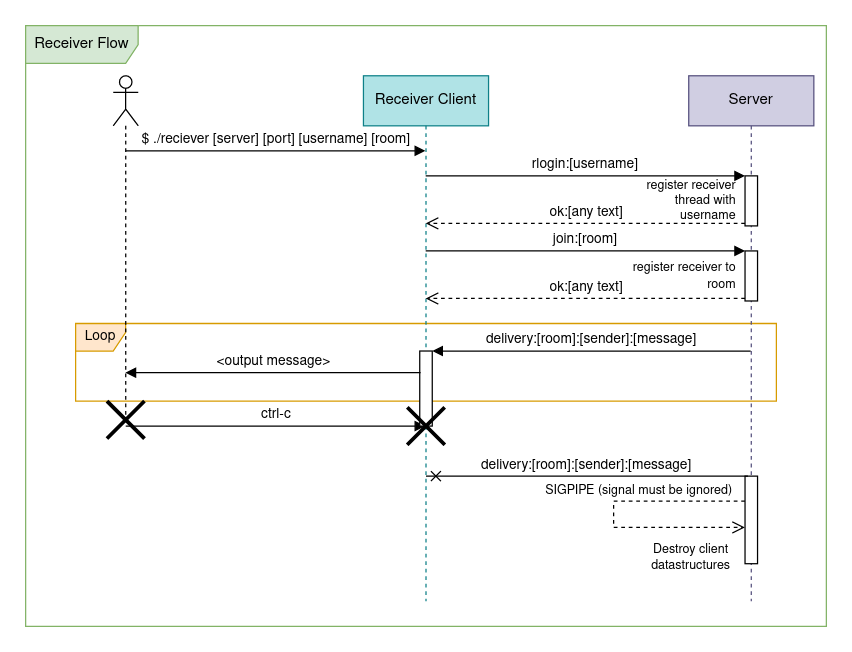 Receiver Flow
Receiver Client
Server
$ ./reciever [server] [port] [username] [room]
rlogin:[username]
register receiver
thread with
username
ok:[any text]
join:[room]
register receiver to
room
ok:[any text]
Loop
delivery:[room]:[sender]:[message]
<output message>
ctrl-c
delivery:[room]:[sender]:[message]
SIGPIPE (signal must be ignored)
Destroy client
datastructures